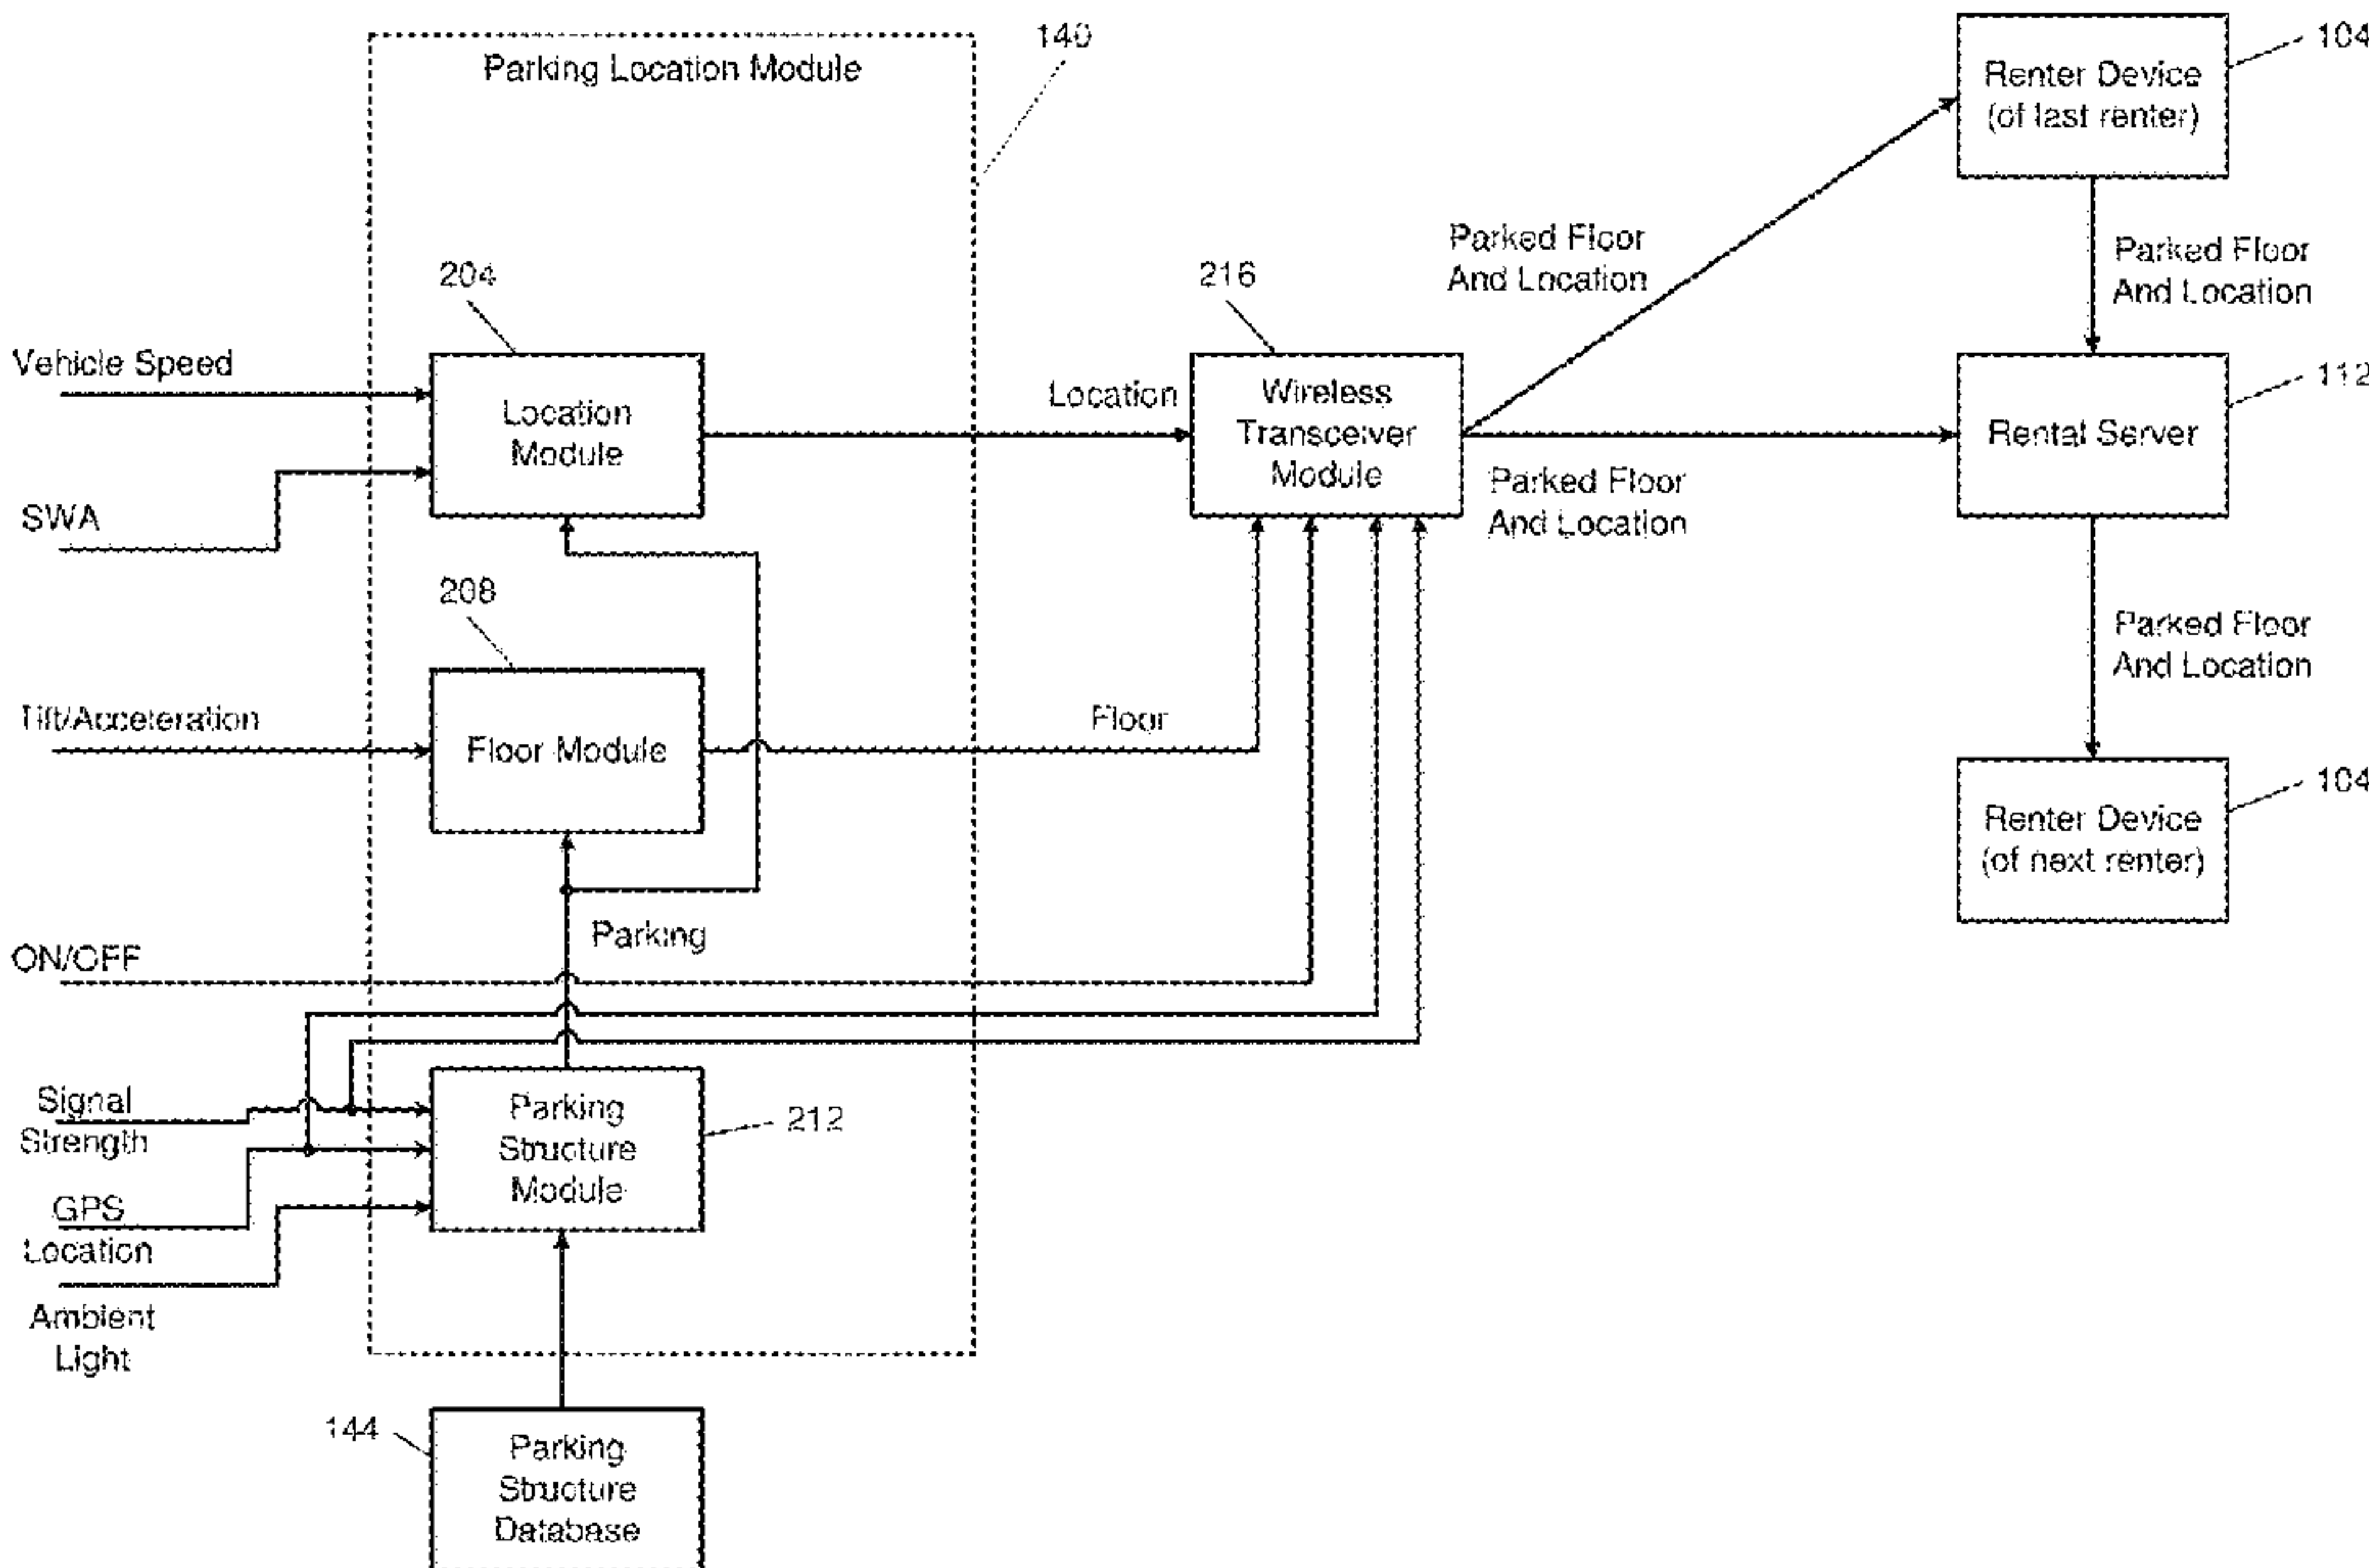 140
Parking Location Module
104
Renter Device
(of last renter)
Parked Floor
And Location
Parked Floor
And Location
204
216
Vehicle Speed
Location
Module
Location
Wireless
Transceiver
Module
112
Rental Server
SWA
Parked Floor
And Location
208
Parked Floor
And Location
Tilt/Acceleration
Floor Module
Floor
104
Renter Device
(of next renter)
Parking
ON/OFF
Signal
Strength
Parking
Structure
Module
212
GPS
Location
Ambient
Light
144
Parking
Structure
Database